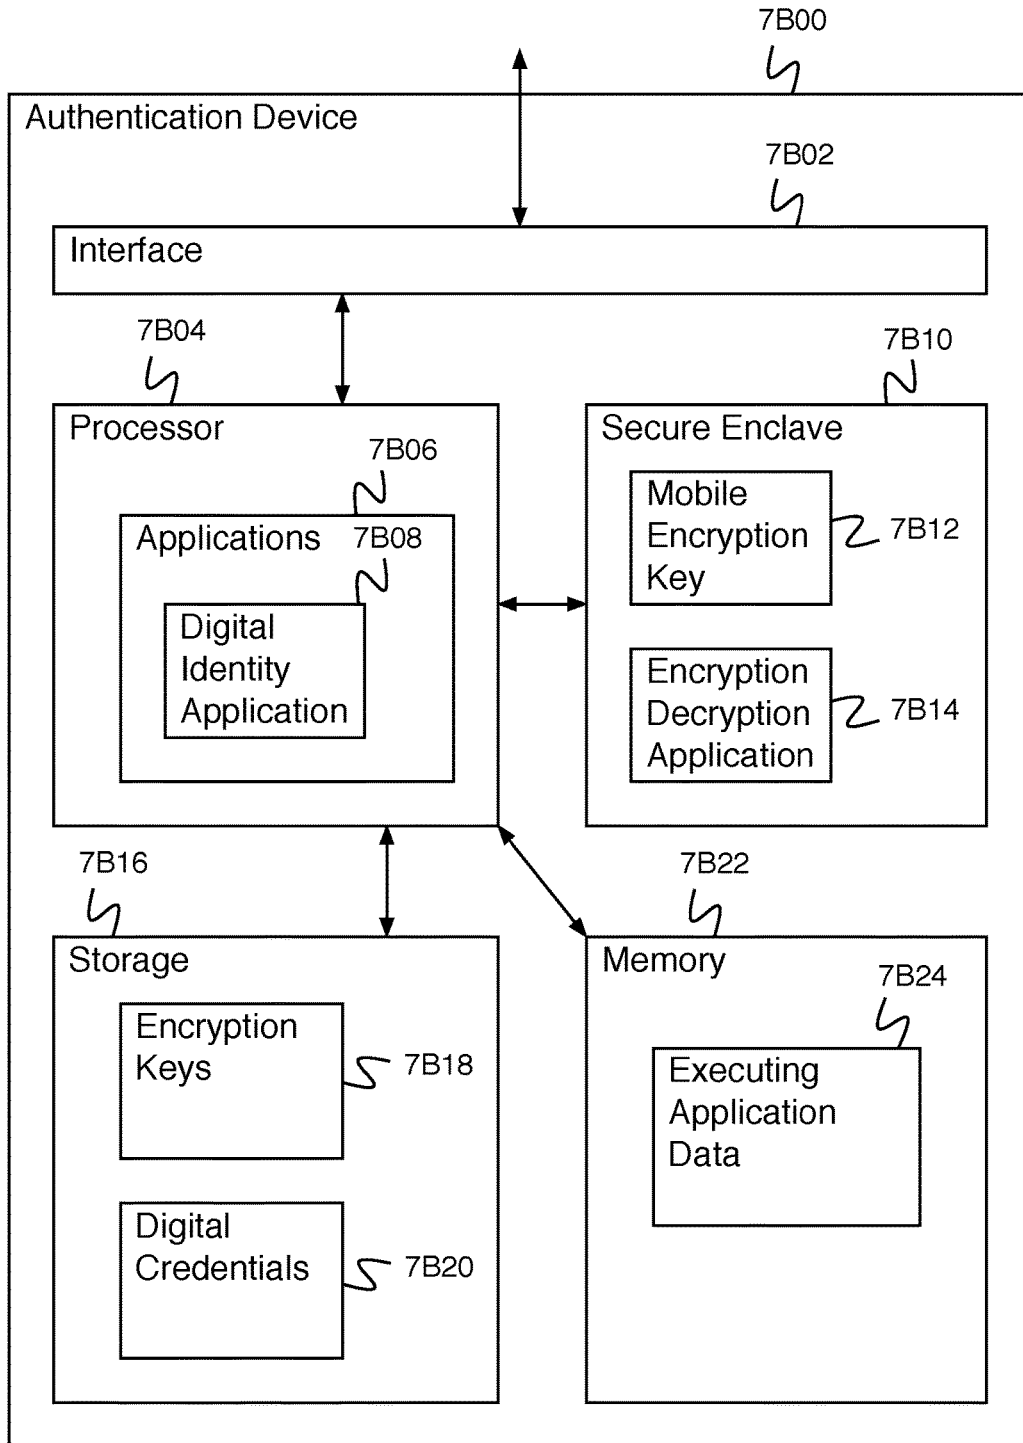 7B00
Authentication Device
7B02
Interface
7B04
7B10
Processor
Secure Enclave
7B06
Mobile
Encryption
Key
7B12
Applications
7B08
Digital
Identity
Application
Encryption
Decryption
Application
7B14
7B16
7B22
Storage
Memory
7B24
Encryption
Keys
7B18
Executing
Application
Data
Digital
Credentials
7B20